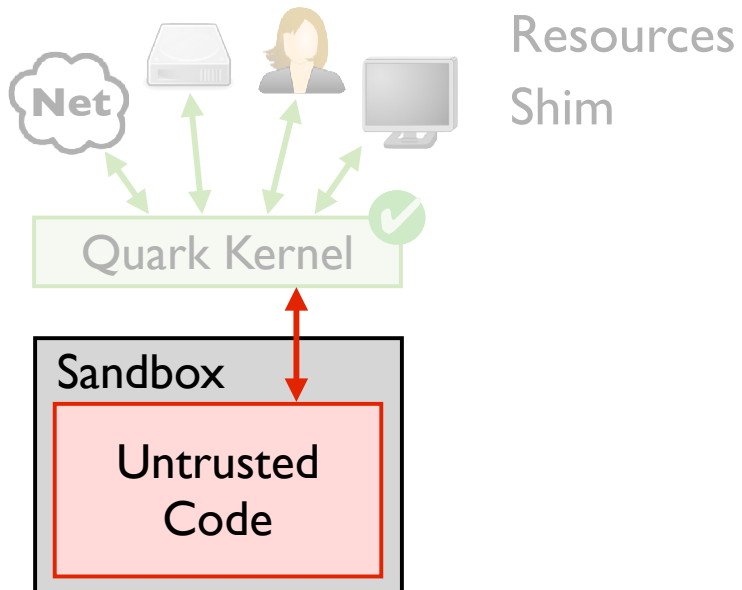 Resources
Net
Shim
Quark Kernel
Sandbox
Untrusted
Code